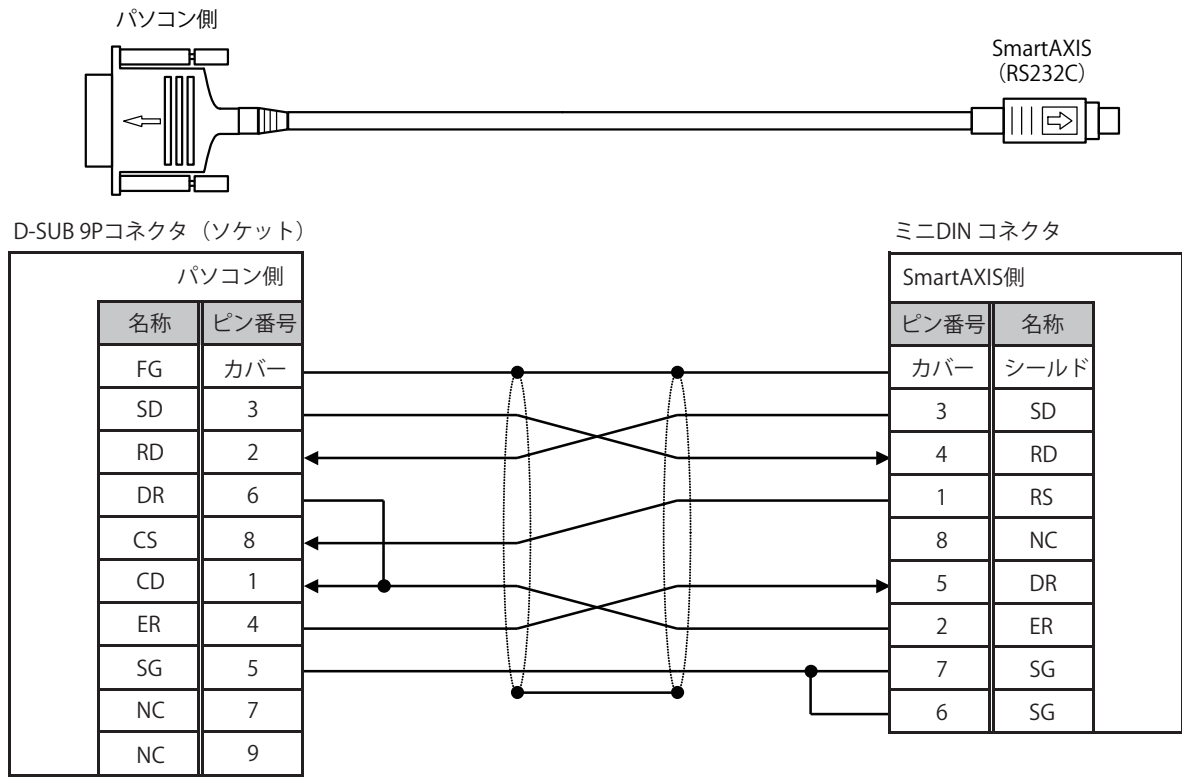 パソコン側
SmartAXIS
（RS232C）
D-SUB 9Pコネクタ（ソケット）
パソコン側
名称 ピン番号
FG カバー
SD 3
RD 2
DR 6
CS 8
CD 1
ER 4
SG 5
NC 7
NC 9
ミニDIN コネクタ
SmartAXIS側
ピン番号 名称
カバー シールド
3 SD
4 RD
1 RS
8 NC
5 DR
2 ER
7 SG
6 SG